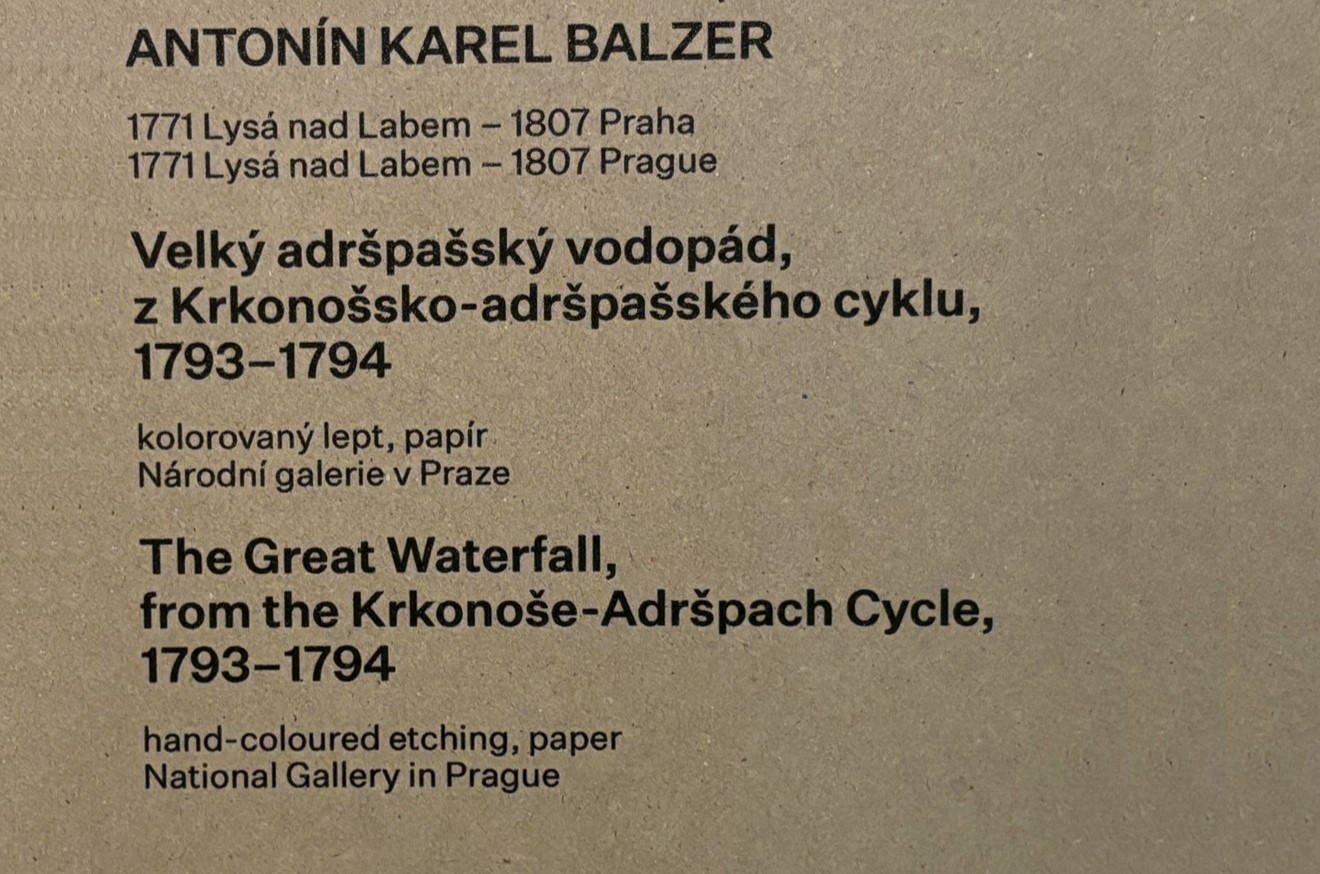 ANTONÍN KAREL BALZER
1771 Lysá nad Labem – 1807 Praha
1771 Lysá nad Labem – 1807 Prague
Velký adršpašský vodopád,
z Krkonošsko-adršpašského cyklu,
1793–1794
kolorovaný lept, papír
Národní galerie v Praze
The Great Waterfall,
from the Krkonoše-Adršpach Cycle,
1793–1794
hand-coloured etching, paper
National Gallery in Prague